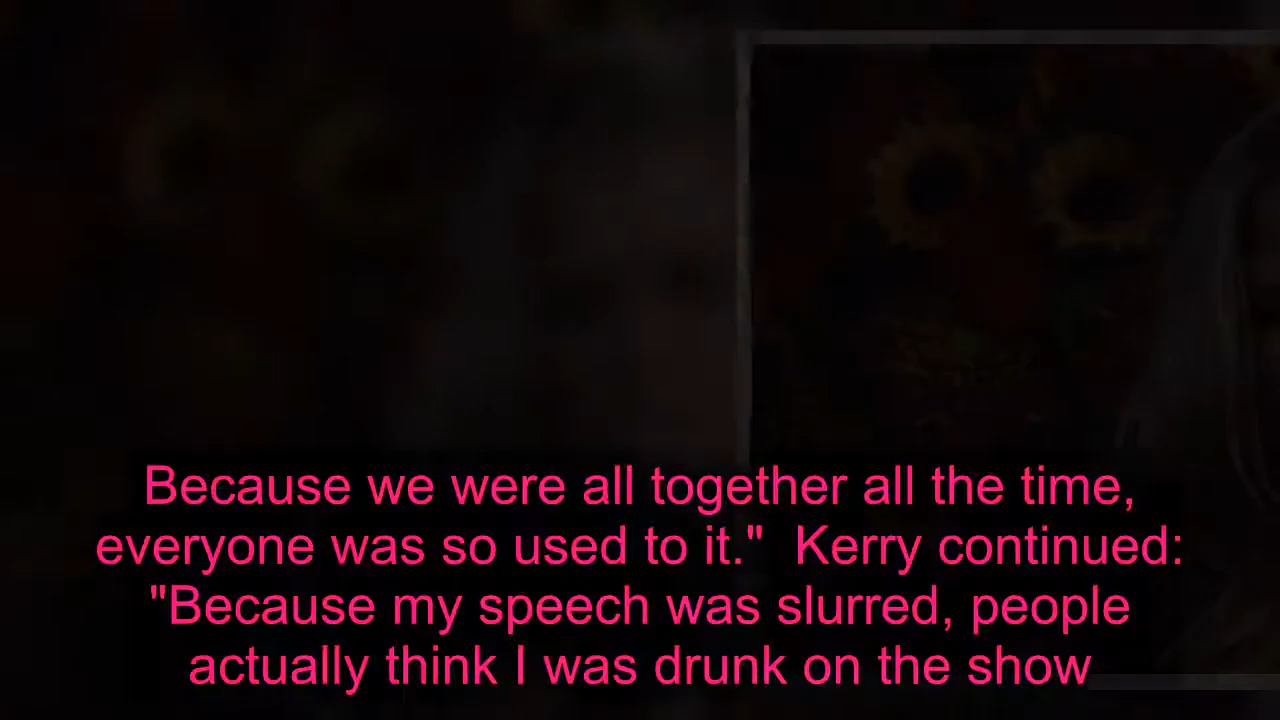 Because we were all together all the time,
everyone was so used to it."  Kerry continued:
"Because my speech was slurred, people
actually think I was drunk on the show